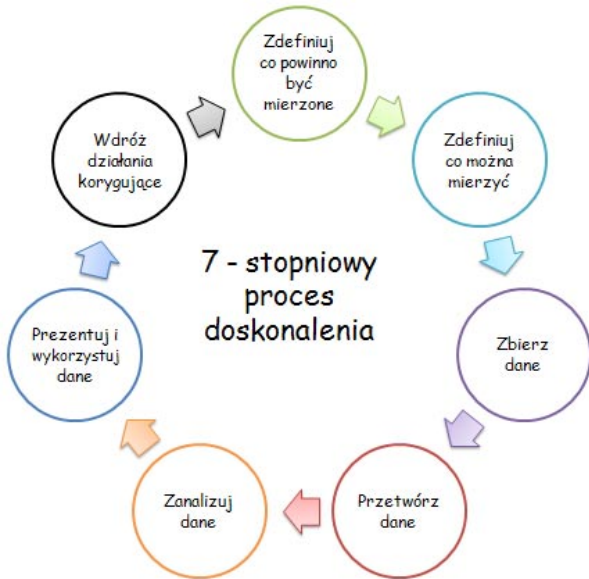 Zdefiniuj
co powinno
być
mierzone
Zdefiniuj
co można
mierzyć
Zbierz
dane
Przetwórz
dane
Zanalizuj
dane
Prezentuj i
wykorzystuj
dane
Wdróż
działania
korygujące
7 - stopniowy
proces
doskonalenia